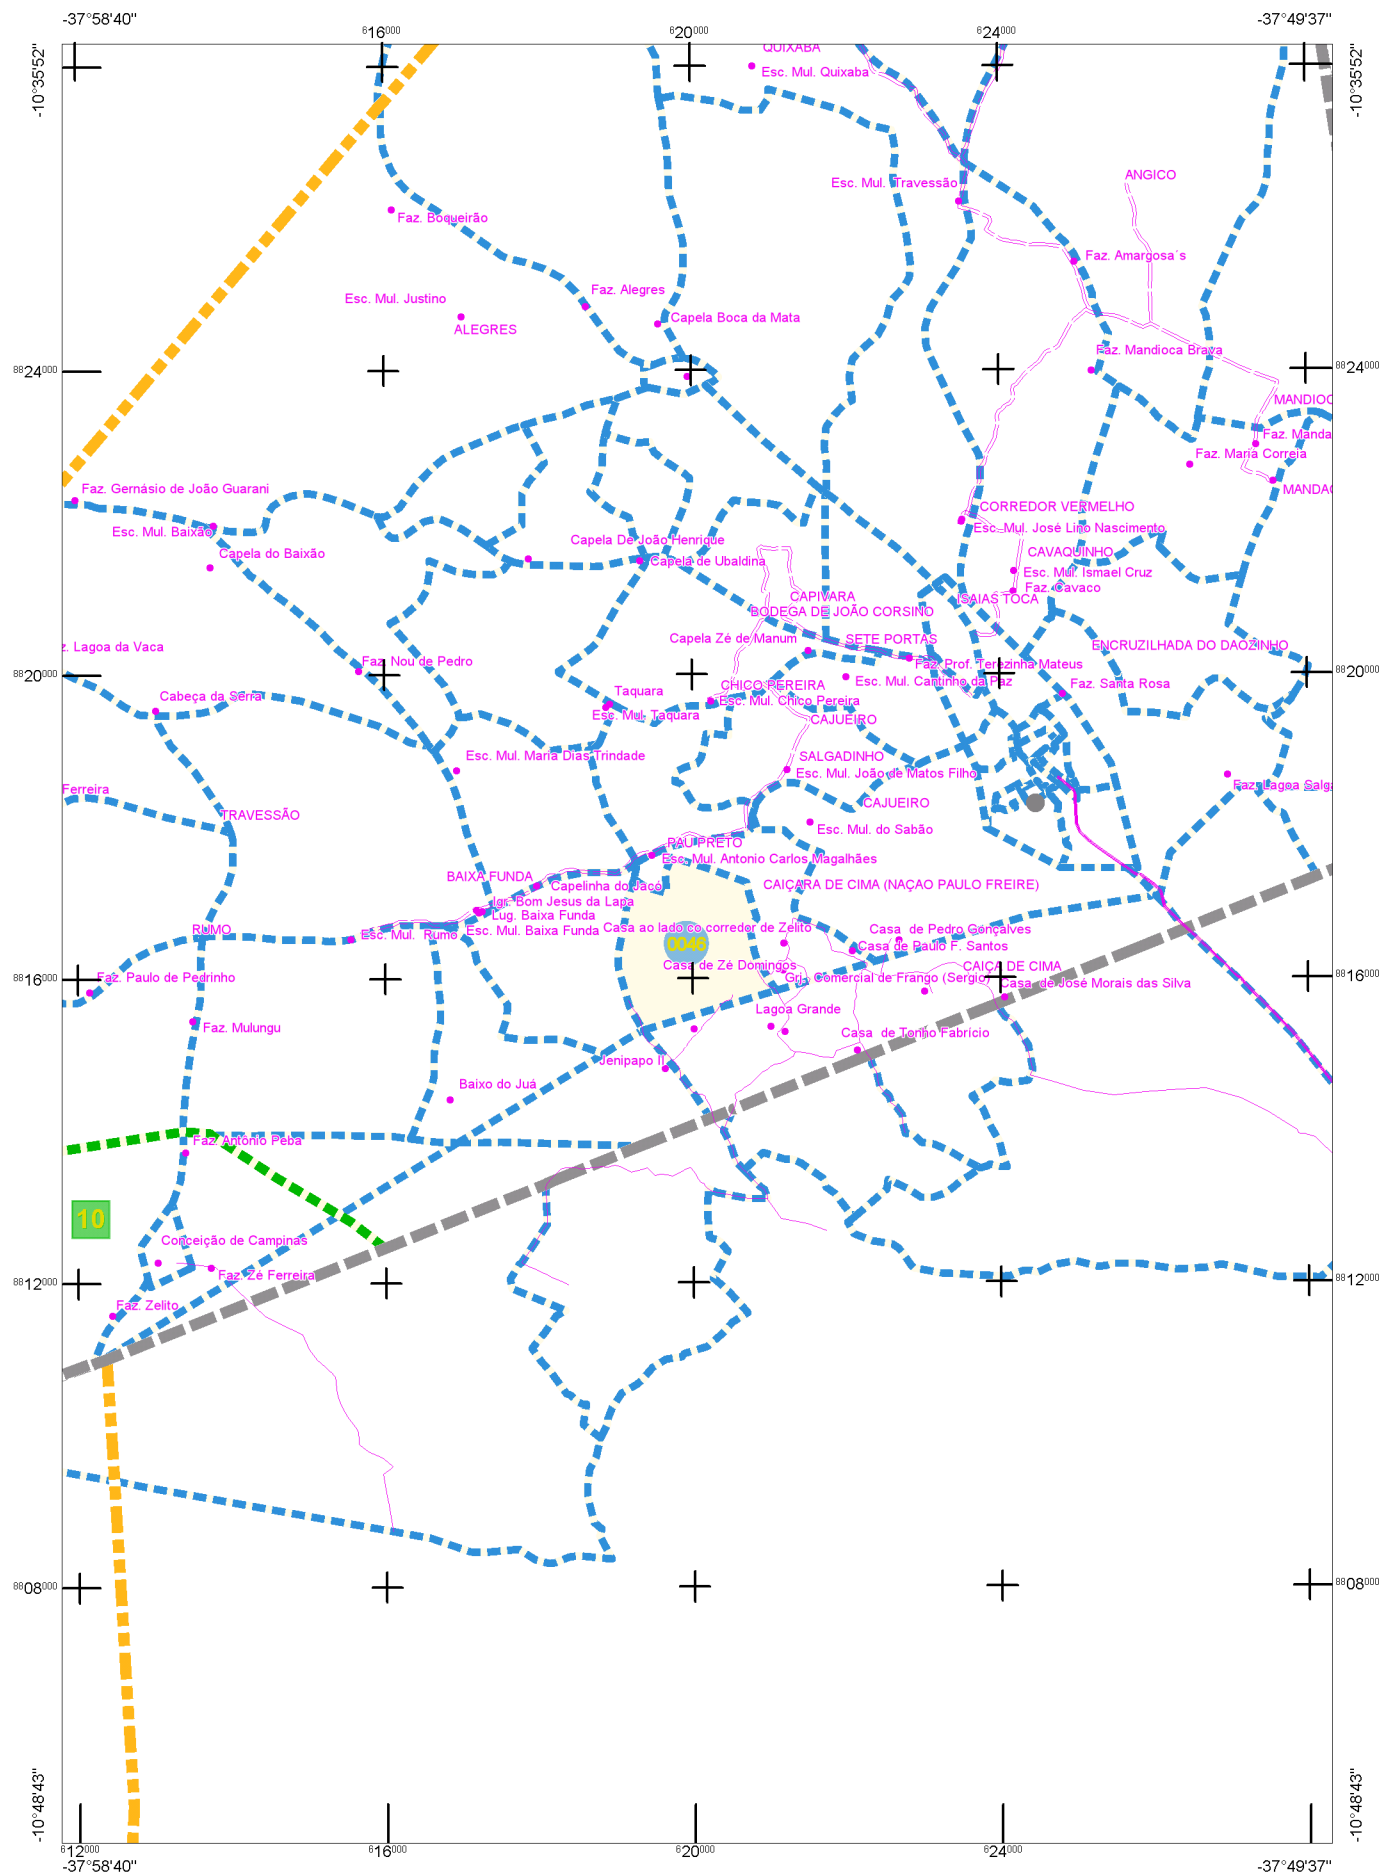 -37°58'40"
-37°49'37"
616000
620000
624000
-10°35'52"
-10°35'52"
QUIXABA
Esc. Mul. Quixaba
ANGICO
Esc. Mul. Travessão
Faz. Boqueirão
Faz. Amargosa´s
Faz. Alegres
Esc. Mul. Justino
Capela Boca da Mata
ALEGRES
Faz. Mandioca Brava
8824000
8824000
MANDIOC
Faz. Manda
Faz. Maria Correia
Faz. Gernásio de João Guarani
MANDAC
CORREDOR VERMELHO
Esc. Mul. Baixão
Esc. Mul. José Lino Nascimento
Capela De João Henrique
Capela do Baixão
CAVAQUINHO
Capela de Ubaldina
Esc. Mul. Ismael Cruz
Faz. Cavaco
CAPIVARA
ISAIAS TOCA
BODEGA DE JOÃO CORSINO
Capela Zé de Manum
SETE PORTAS
z. Lagoa da Vaca
ENCRUZILHADA DO DAOZINHO
Faz. Nou de Pedro
Faz. Prof. Terezinha Mateus
8820000
8820000
Esc. Mul. Cantinho da Paz
CHICO PEREIRA
Faz. Santa Rosa
Cabeça da Serra
Taquara
Esc. Mul. Chico Pereira
Esc. Mul. Taquara
CAJUEIRO
Esc. Mul. Maria Dias Trindade
SALGADINHO
Esc. Mul. João de Matos Filho
Ferreira
Faz. Lagoa Salga
CAJUEIRO
TRAVESSÃO
Esc. Mul. do Sabão
PAU PRETO
Esc. Mul. Antonio Carlos Magalhães
BAIXA FUNDA
Capelinha do Jacó
CAIÇARA DE CIMA (NAÇAO PAULO FREIRE)
Igr. Bom Jesus da Lapa
Lug. Baixa Funda
RUMO
Esc. Mul. Rumo
Esc. Mul. Baixa Funda
Casa ao lado co corredor de Zelito
Casa de Pedro Gonçalves
0046
Casa de Paulo F. Santos
Casa de Zé Domingos
CAIÇA DE CIMA
8816000
8816000
Faz. Paulo de Pedrinho
Grj. Comercial de Frango (Sergio)
Casa de José Morais das Silva
Lagoa Grande
Faz. Mulungu
Casa de Tonho Fabrício
Jenipapo II
Baixo do Juá
Faz. Antônio Peba
10
Conceição de Campinas
Faz. Zé Ferreira
8812000
8812000
Faz. Zelito
8808000
8808000
-10°48'43"
-10°48'43"
612000
616000
620000
624000
-37°58'40"
-37°49'37"